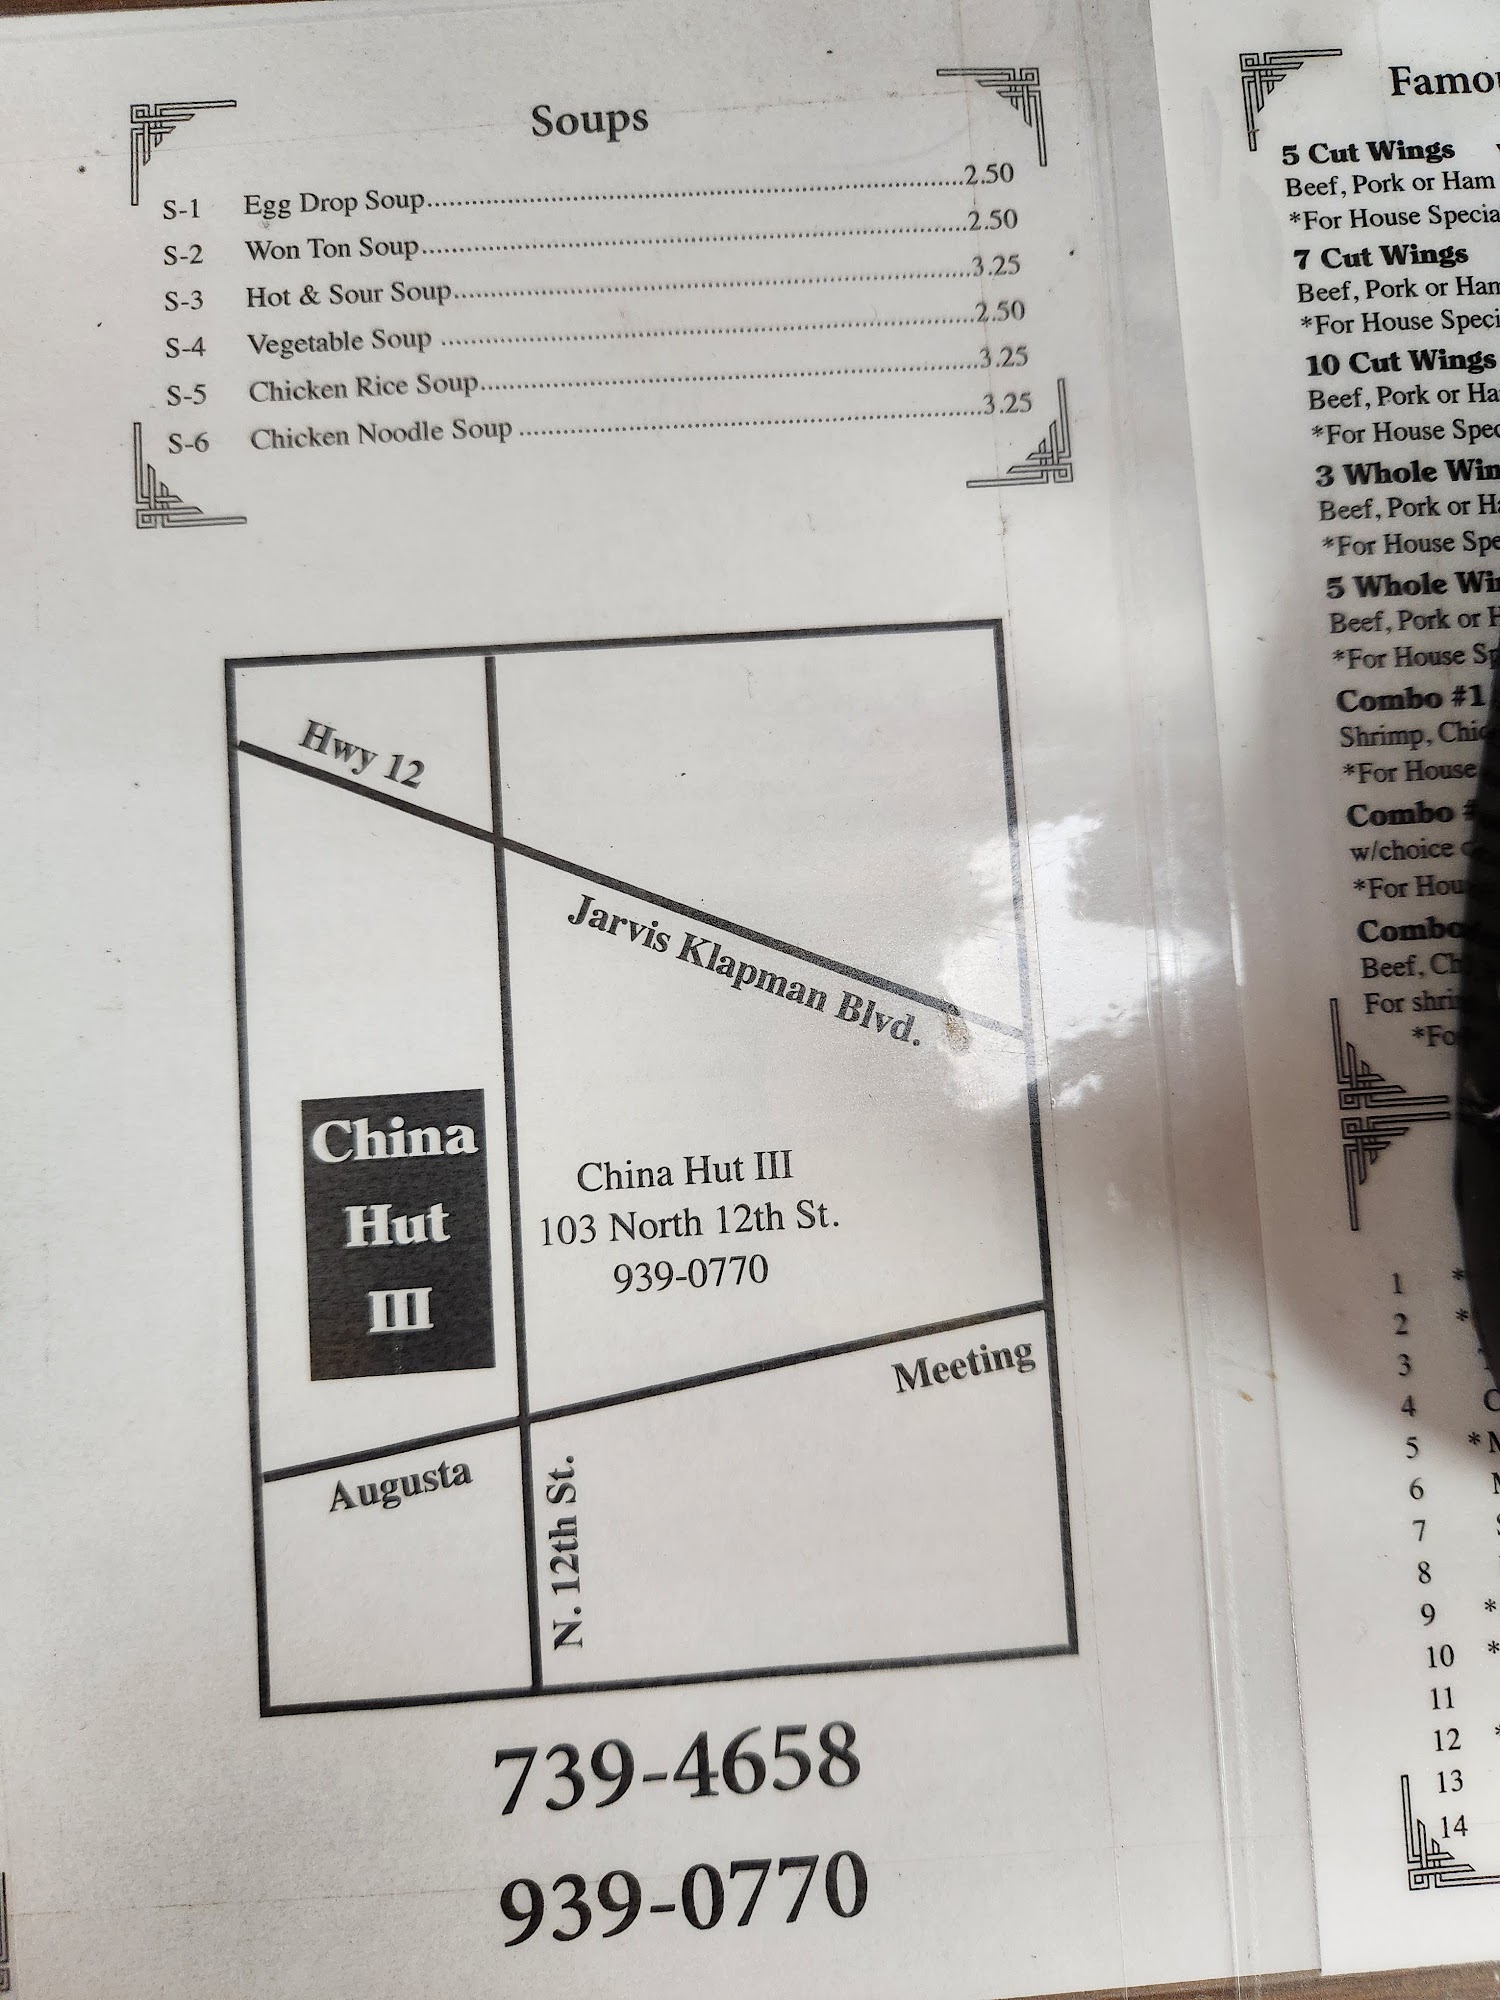 Soups
S-1 Egg Drop Soup..........2.50
S-2 Won Ton Soup..........2.50
S-3 Hot & Sour Soup..........3.25
S-4 Vegetable Soup ..........2.50
S-5 Chicken Rice Soup..........3.25
S-6 Chicken Noodle Soup ..........3.25
Hwy 12
Jarvis Klapman Blvd.
China
Hut
III
China Hut III
103 North 12th St.
939-0770
Meeting
Augusta
N. 12th St.
739-4658
939-0770
5 Cut Wings
Beef, Pork or Ham
*For House
7 Cut Wings
Beef, Pork or
*For House
10 Cut Wings
Beef, Pork or
*For House
3 Whole
Beef, Pork or
*For House
5 Whole
Beef, Pork or
*For House
Combo #1
Shrimp,
*For House
Combo
w/choice
*For
Combo
Beef,
For
1 *
2 *
3
4
5 *
6
7
8
9 *
10 *
11
12
13
14